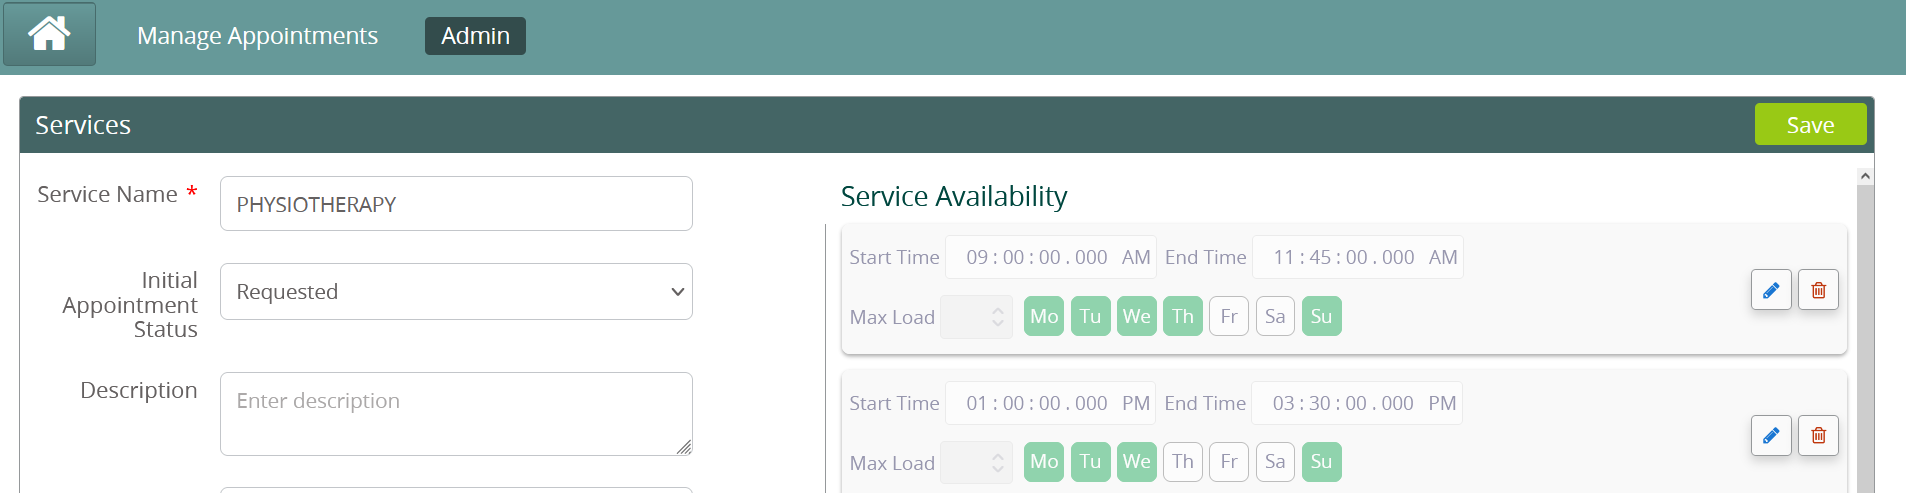 Manage Appointments Admin
Services Save
Service Name * PHYSIOTHERAPY
Initial Appointment Status Requested
Description Enter description
Service Availability
Start Time 09 : 00 : 00 . 000 AM End Time 11 : 45 : 00 . 000 AM
Max Load Mo Tu We Th Fr Sa Su
Start Time 01 : 00 : 00 . 000 PM End Time 03 : 30 : 00 . 000 PM
Max Load Mo Tu We Th Fr Sa Su